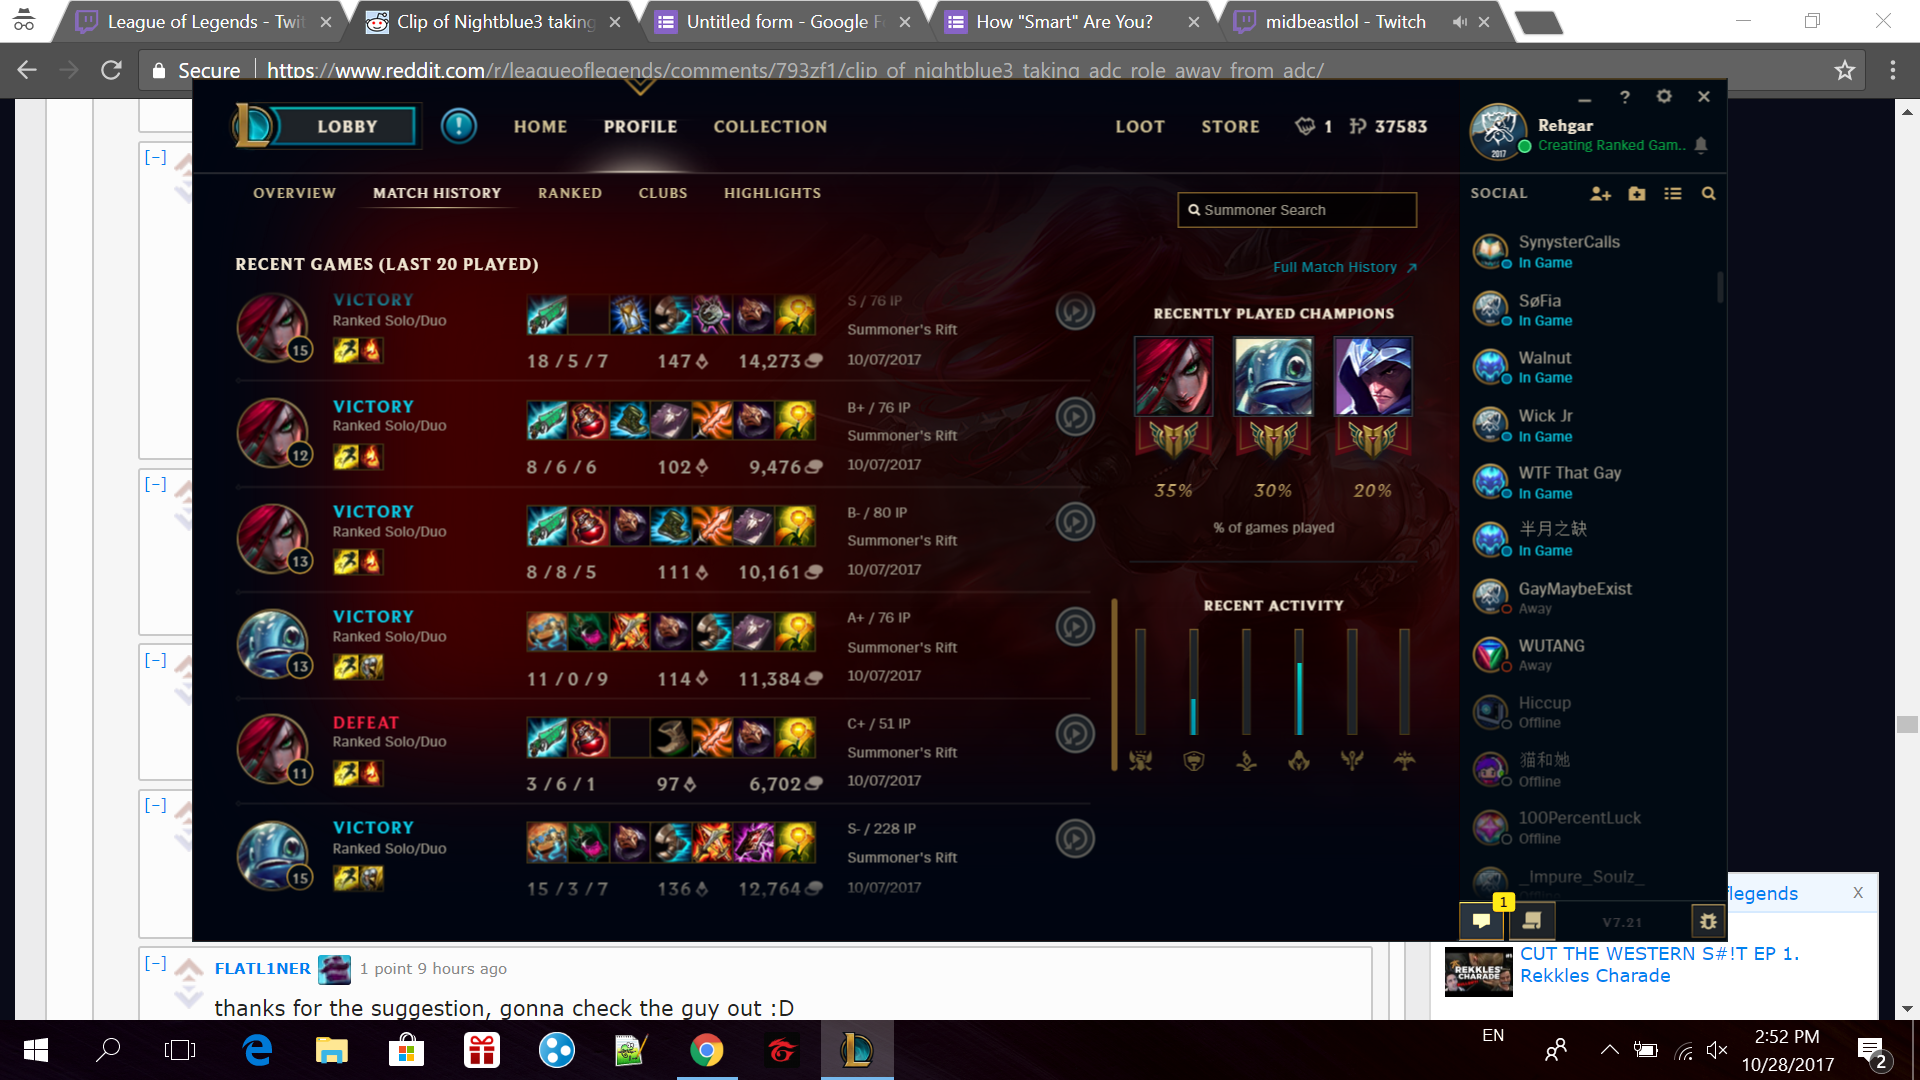 League of Legends - Twit
Clip of Nightblue3 taking
Untitled form - Google F
How "Smart" Are You?
midbeastlol - Twitch
Secure
https://www.reddit.com/r/leagueoflegends/comments/793zf1/clip_of_nightblue3_taking_adc_role_away_from_adc/
LOBBY
HOME
PROFILE
COLLECTION
LOOT
STORE
1
37583
Rehgar
Creating Ranked Gam..
2017
OVERVIEW
MATCH HISTORY
RANKED
CLUBS
HIGHLIGHTS
Summoner Search
RECENT GAMES (LAST 20 PLAYED)
Full Match History
VICTORY
Ranked Solo/Duo
15
18 / 5 / 7
147
14,273
S / 76 IP
Summoner's Rift
10/07/2017
VICTORY
Ranked Solo/Duo
12
8 / 6 / 6
102
9,476
B+ / 76 IP
Summoner's Rift
10/07/2017
VICTORY
Ranked Solo/Duo
13
8 / 8 / 5
111
10,161
B- / 80 IP
Summoner's Rift
10/07/2017
VICTORY
Ranked Solo/Duo
13
11 / 0 / 9
114
11,384
A+ / 76 IP
Summoner's Rift
10/07/2017
DEFEAT
Ranked Solo/Duo
11
3 / 6 / 1
97
6,702
C+ / 51 IP
Summoner's Rift
10/07/2017
VICTORY
Ranked Solo/Duo
15
15 / 3 / 7
136
12,764
S- / 228 IP
Summoner's Rift
10/07/2017
RECENTLY PLAYED CHAMPIONS
35%
30%
20%
% of games played
RECENT ACTIVITY
SOCIAL
SynysterCalls
In Game
SøFia
In Game
Walnut
In Game
Wick Jr
In Game
WTF That Gay
In Game
半月之缺
In Game
GayMaybeExist
Away
WUTANG
Away
Hiccup
Offline
猫和她
Offline
100PercentLuck
Offline
_Impure_Soulz_
1
V7.21
[-]
[-]
[-]
[-]
[-]
[-]
FLATL1NER
1 point 9 hours ago
thanks for the suggestion, gonna check the guy out :D
flegends
X
CUT THE WESTERN S#!T EP 1.
Rekkles Charade
REKKLES'
CHARADE
EN
2:52 PM
10/28/2017
2